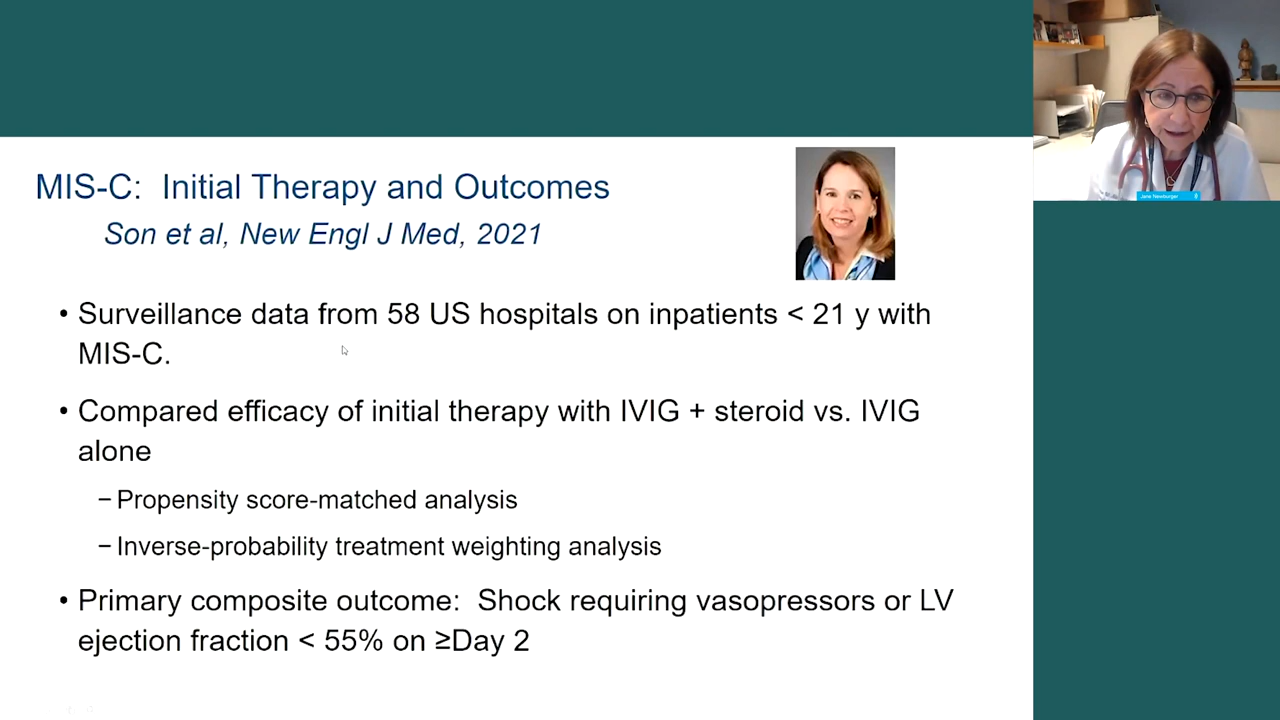 Jane Newburger
MIS-C: Initial Therapy and Outcomes
Son et al, New Engl J Med, 2021
• Surveillance data from 58 US hospitals on inpatients < 21 y with
MIS-C.
• Compared efficacy of initial therapy with IVIG + steroid vs. IVIG
alone
– Propensity score-matched analysis
– Inverse-probability treatment weighting analysis
• Primary composite outcome: Shock requiring vasopressors or LV
ejection fraction < 55% on ≥Day 2